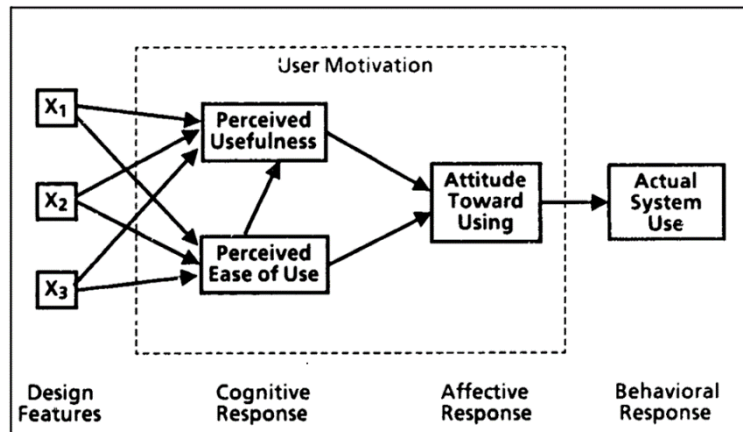 User Motivation
X1
Perceived
Usefulness
X2
Attitude
Toward
Using
Actual
System
Use
Perceived
Ease of Use
X3
Design
Features
Cognitive
Response
Affective
Response
Behavioral
Response